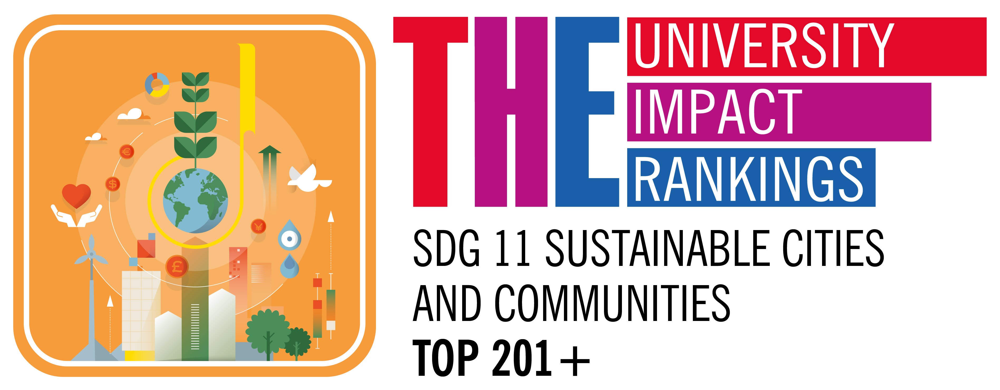 THE
UNIVERSITY
IMPACT
RANKINGS
SDG 11 SUSTAINABLE CITIES
AND COMMUNITIES
TOP 201+
€
$
¥
£